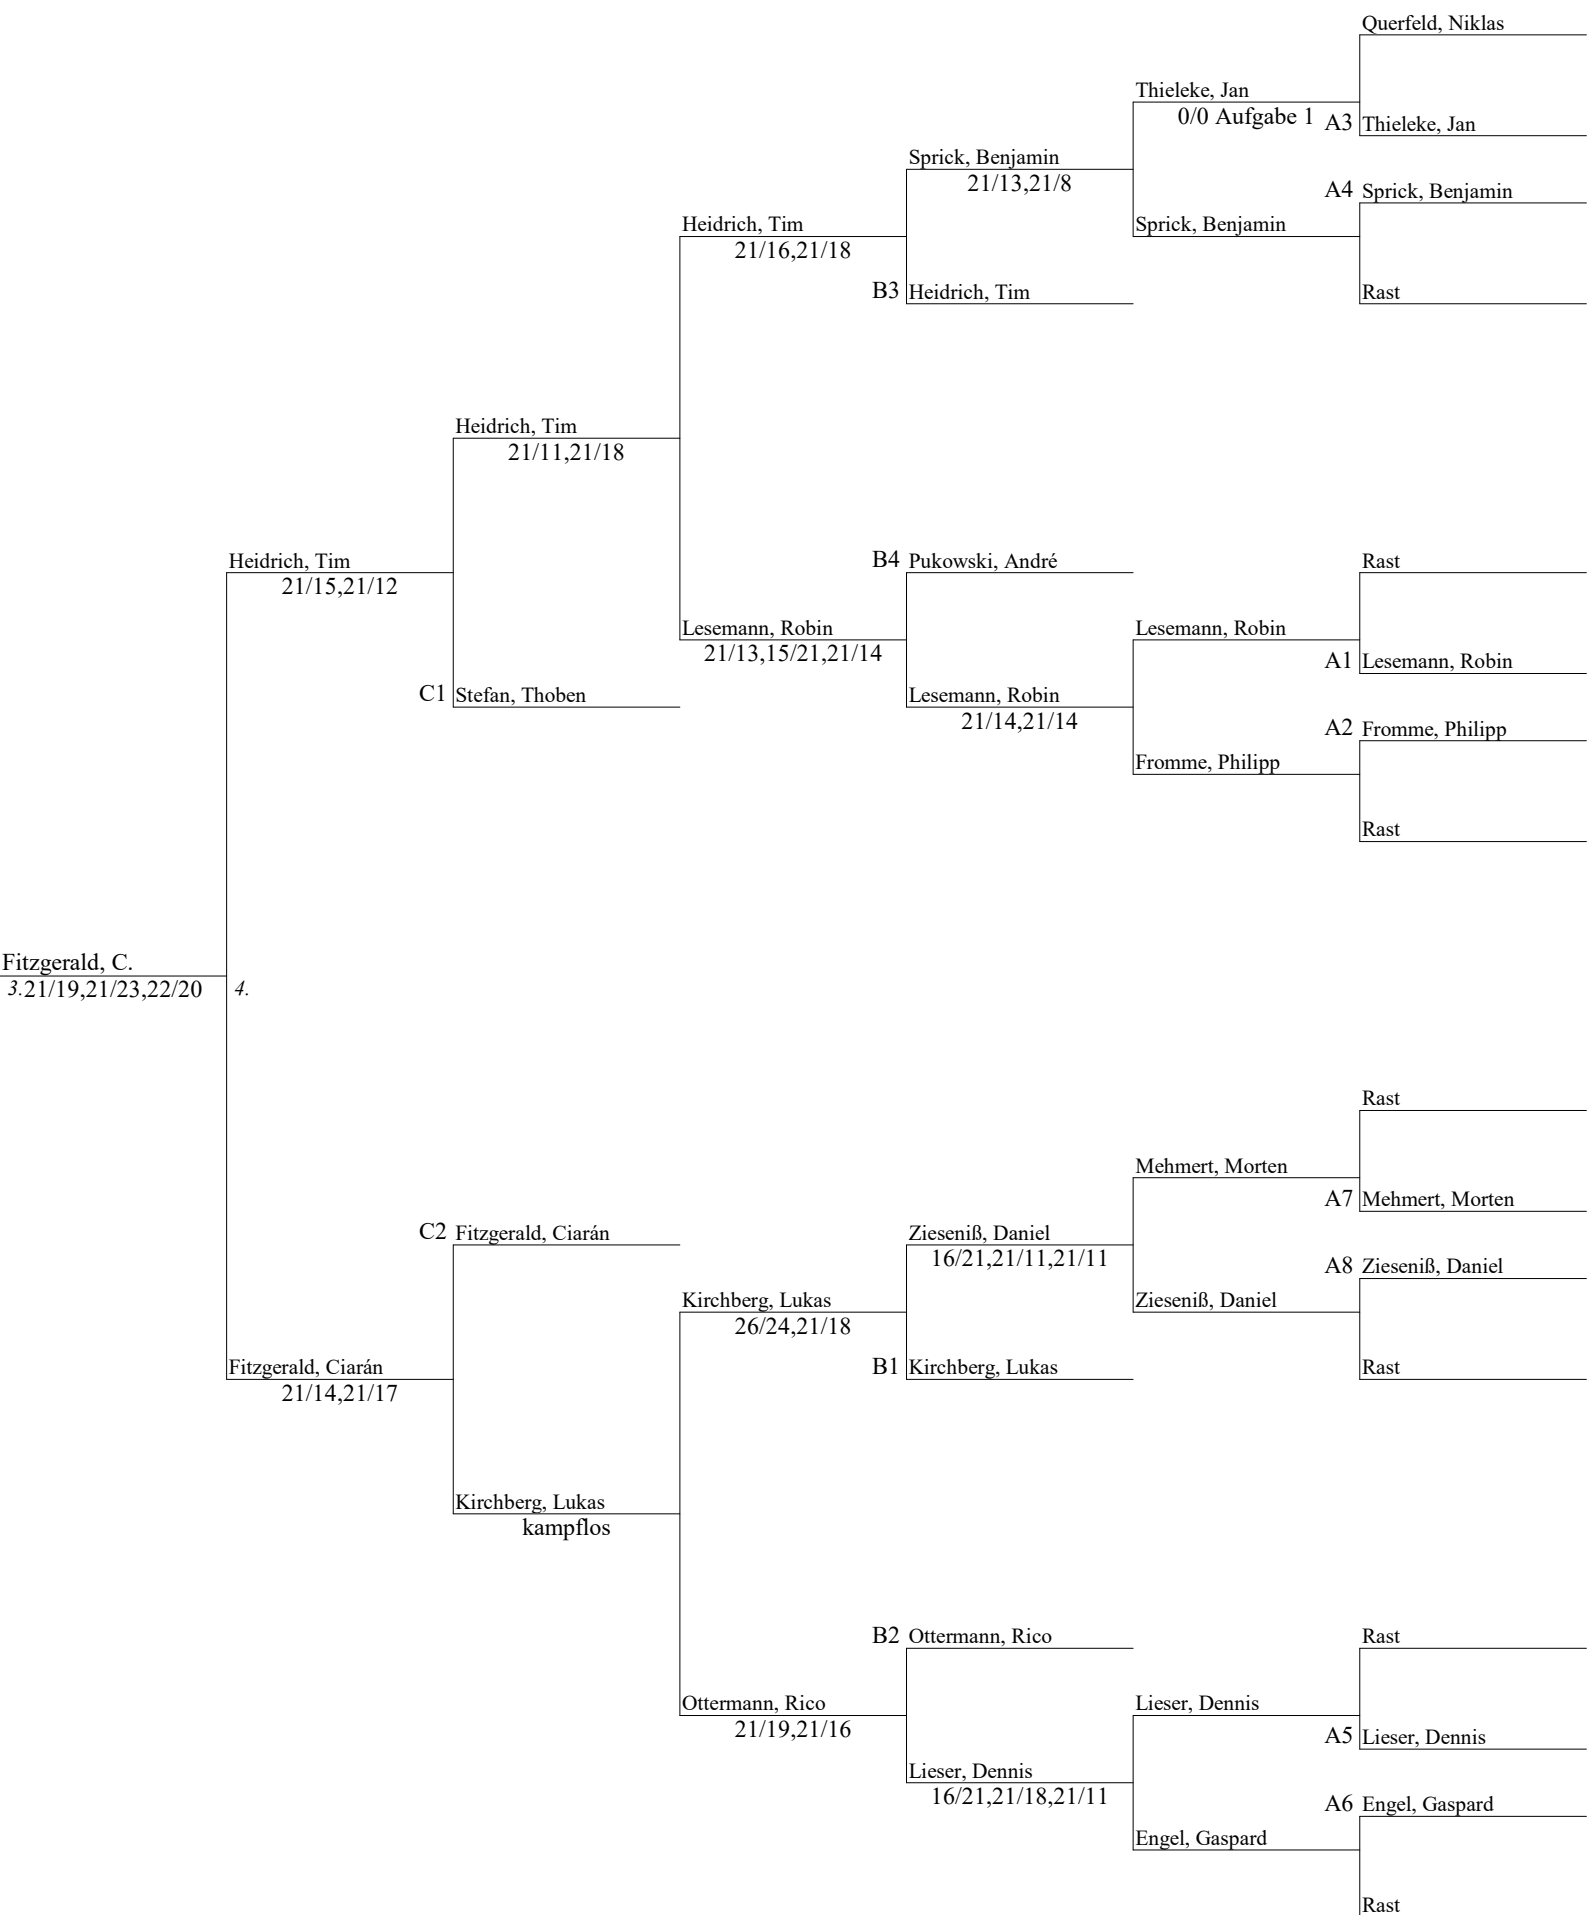 Querfeld, Niklas
Thieleke, Jan
0/0 Aufgabe 1
A3 Thieleke, Jan
Sprick, Benjamin
21/13,21/8
A4 Sprick, Benjamin
Heidrich, Tim
21/16,21/18
Sprick, Benjamin
B3 Heidrich, Tim
Rast
Heidrich, Tim
21/11,21/18
Heidrich, Tim
21/15,21/12
B4 Pukowski, André
Rast
Lesemann, Robin
21/13,15/21,21/14
Lesemann, Robin
A1 Lesemann, Robin
C1 Stefan, Thoben
Lesemann, Robin
21/14,21/14
A2 Fromme, Philipp
Fromme, Philipp
Rast
Fitzgerald, C.
3.21/19,21/23,22/20
4.
Rast
Mehmert, Morten
A7 Mehmert, Morten
C2 Fitzgerald, Ciarán
Zieseniß, Daniel
16/21,21/11,21/11
A8 Zieseniß, Daniel
Kirchberg, Lukas
26/24,21/18
Zieseniß, Daniel
Fitzgerald, Ciarán
21/14,21/17
B1 Kirchberg, Lukas
Rast
Kirchberg, Lukas
kampflos
B2 Ottermann, Rico
Rast
Ottermann, Rico
21/19,21/16
Lieser, Dennis
A5 Lieser, Dennis
Lieser, Dennis
16/21,21/18,21/11
A6 Engel, Gaspard
Engel, Gaspard
Rast